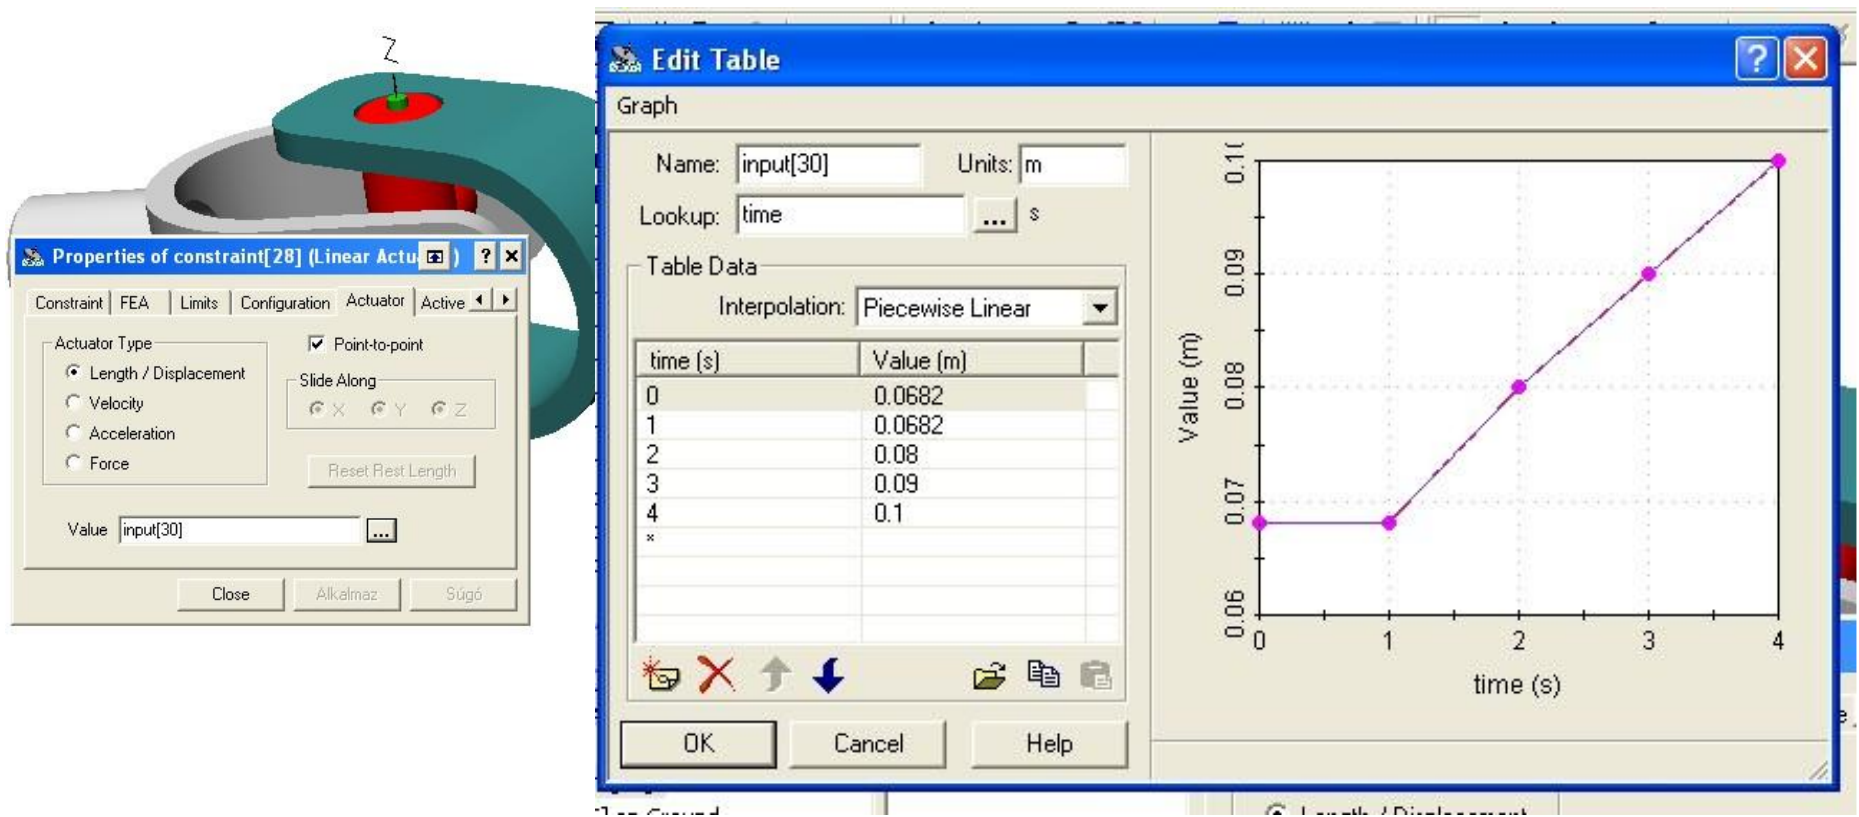 Z
Properties of constraint[28] (Linear Actu )
Constraint FEA Limits Configuration Actuator Active
Actuator Type
Length / Displacement
Velocity
Acceleration
Force
Point-to-point
Slide Along
X Y Z
Reset Rest Length
Value input[30] ...
Close Alkalmaz Súgó
Edit Table
Graph
Name: input[30] Units: m
Lookup: time ... s
Table Data
Interpolation: Piecewise Linear
time (s) Value (m)
0 0.0682
1 0.0682
2 0.08
3 0.09
4 0.1
*
OK Cancel Help
0.10
0.09
0.08
0.07
0.06
Value (m)
0 1 2 3 4
time (s)
Length / Displacement